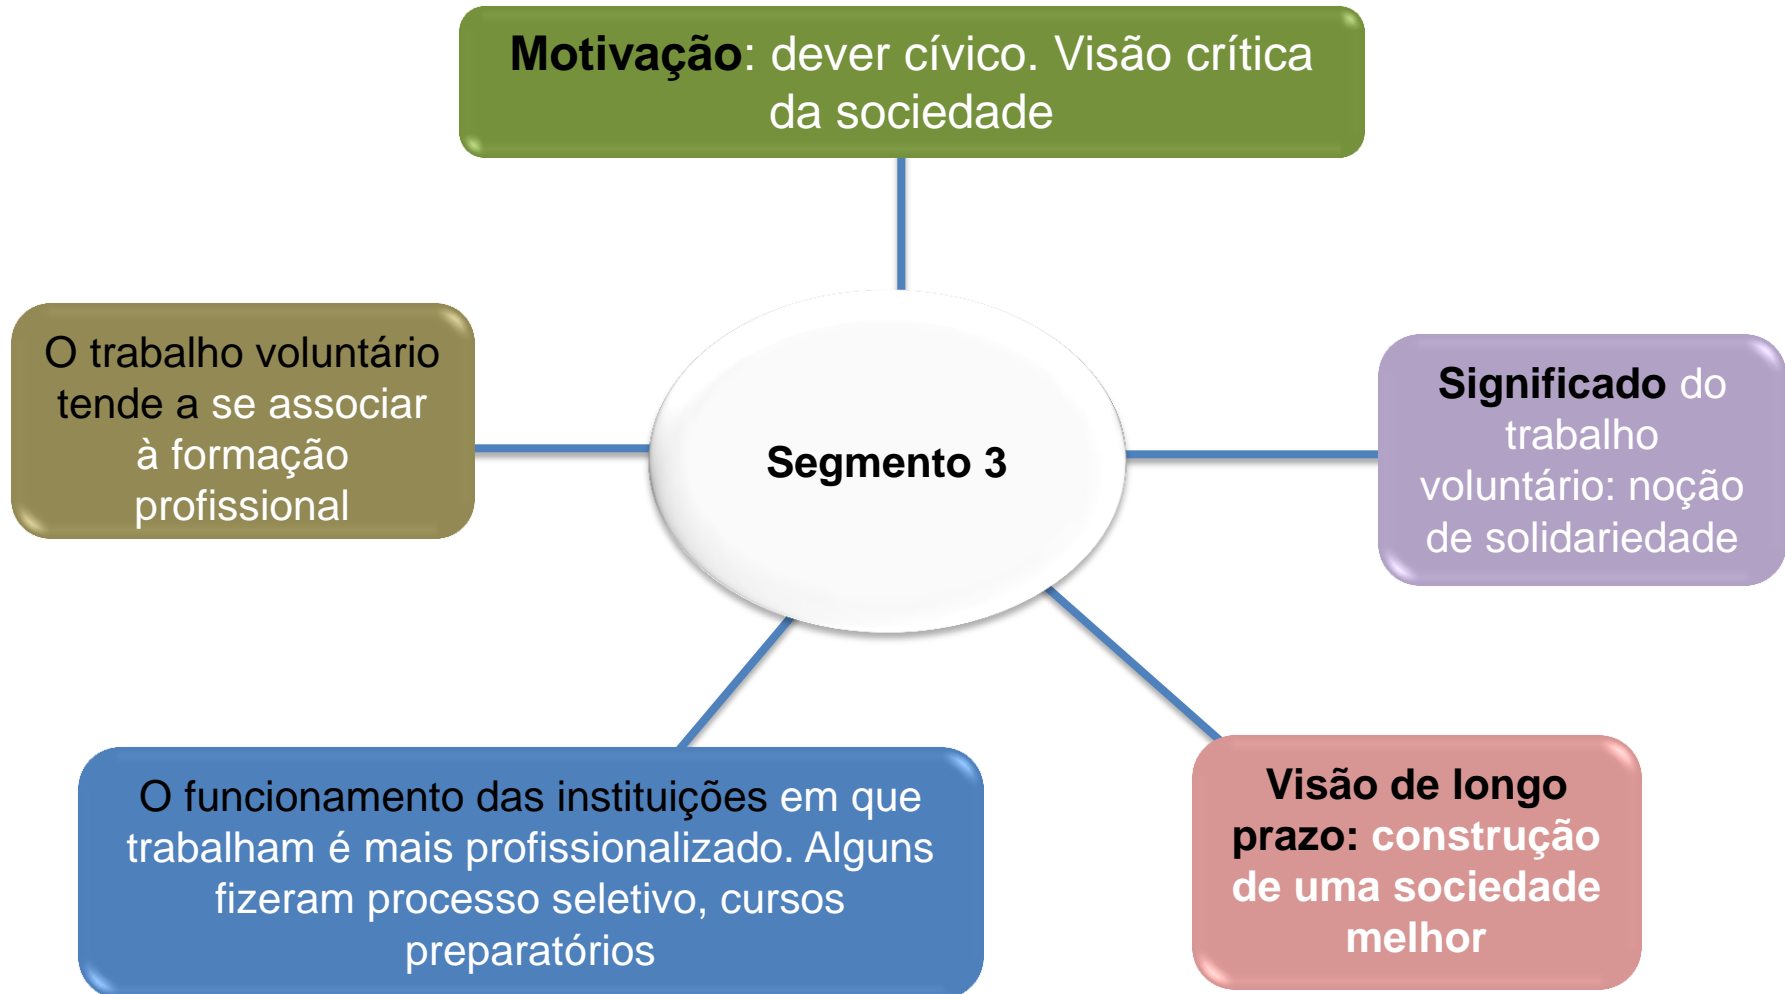 Motivação: dever cívico. Visão crítica
da sociedade
O trabalho voluntário
tende a se associar
à formação
profissional
Segmento 3
Significado do
trabalho
voluntário: noção
de solidariedade
O funcionamento das instituições em que
trabalham é mais profissionalizado. Alguns
fizeram processo seletivo, cursos
preparatórios
Visão de longo
prazo: construção
de uma sociedade
melhor